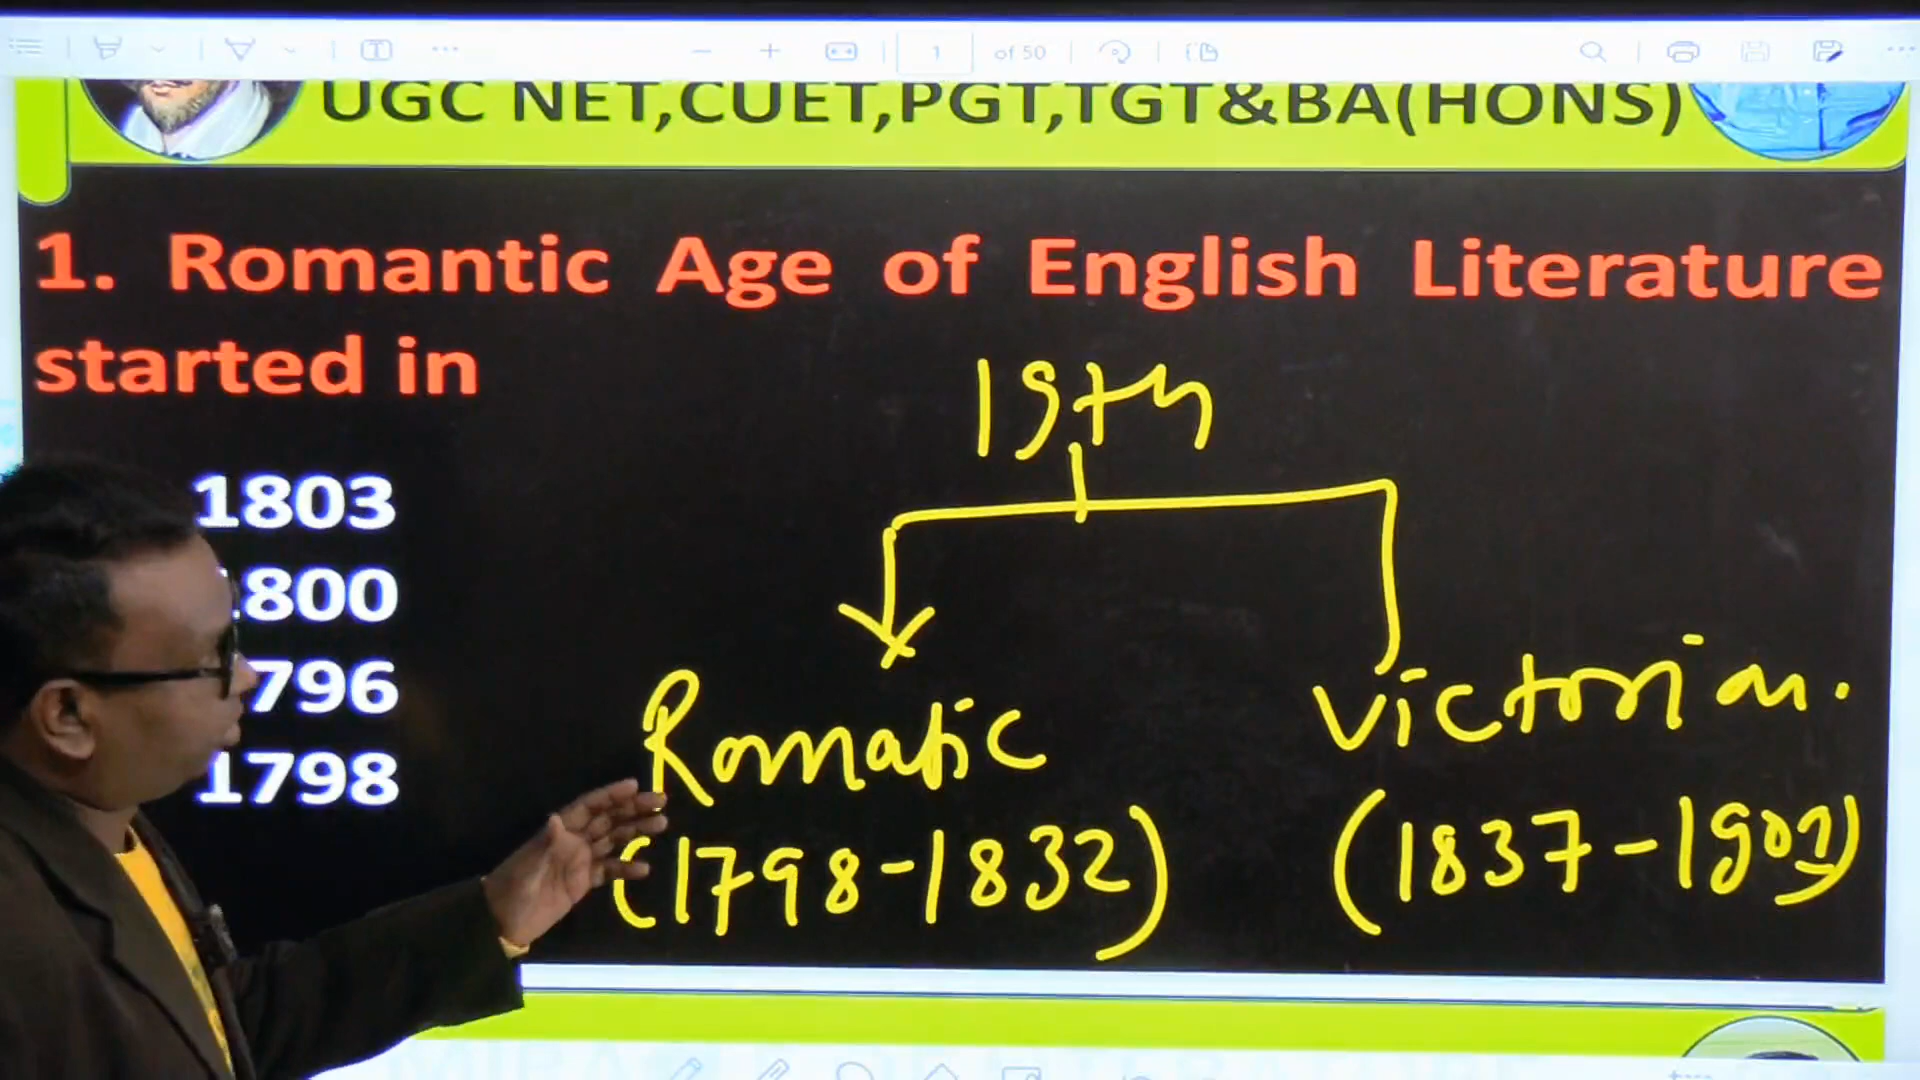 1
of 50
UGC NET,CUET,PGT,TGT&BA(HONS)
1. Romantic Age of English Literature
started in
19th
1803
800
796
1798
Romatic
Victorian.
(1798-1832)
(1837-1901)